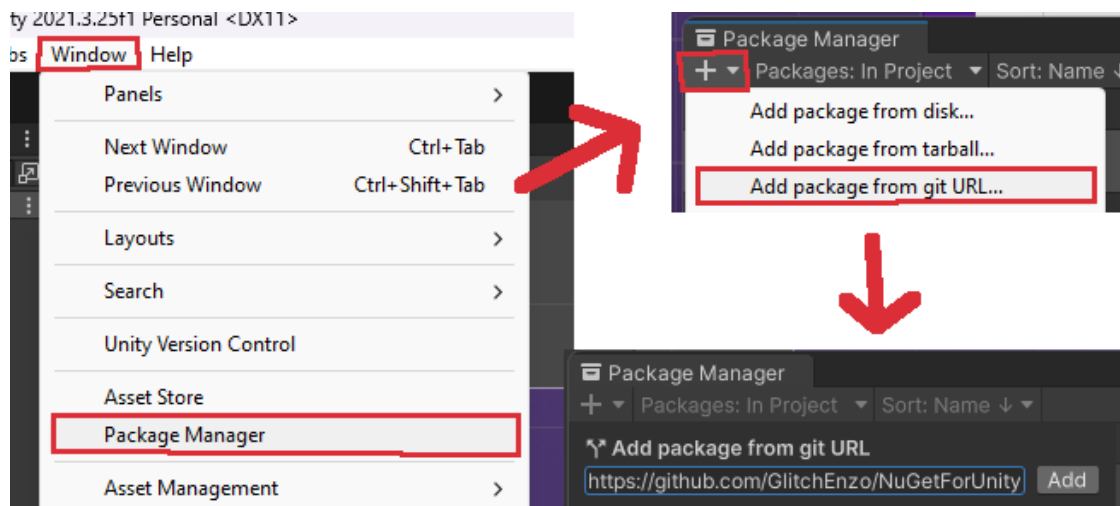 ty 2021.3.25f1 Personal <DX11>
bs Window Help
Panels
Next Window Ctrl+Tab
Previous Window Ctrl+Shift+Tab
Layouts
Search
Unity Version Control
Asset Store
Package Manager
Asset Management
Package Manager
Packages: In Project Sort: Name ↓
Add package from disk...
Add package from tarball...
Add package from git URL...
Package Manager
Packages: In Project Sort: Name ↓
Add package from git URL
https://github.com/GlitchEnzo/NuGetForUnity Add